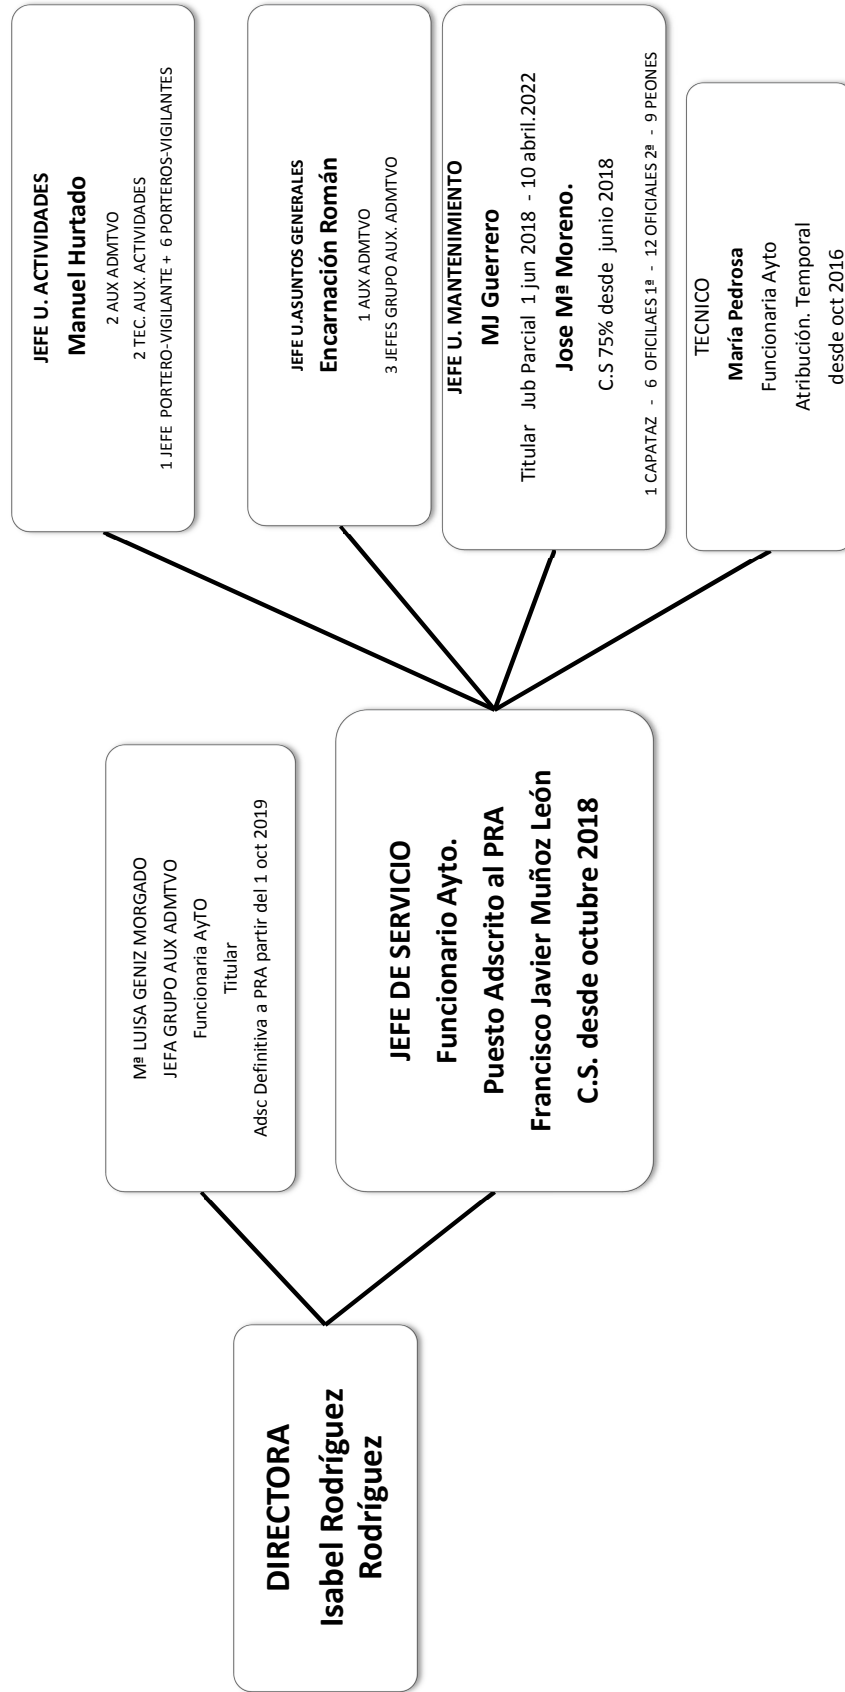 DIRECTORA
Isabel Rodríguez
Rodríguez
Mª LUISA GENIZ MORGADO
JEFA GRUPO AUX ADMTVO
Funcionaria AyTO
Titular
Adsc Definitiva a PRA partir del 1 oct 2019
JEFE DE SERVICIO
Funcionario Ayto.
Puesto Adscrito al PRA
Francisco Javier Muñoz León
C.S. desde octubre 2018
JEFE U. ACTIVIDADES
Manuel Hurtado
2 AUX ADMTVO
2 TEC. AUX. ACTIVIDADES
1 JEFE PORTERO-VIGILANTE + 6 PORTEROS-VIGILANTES
JEFE U.ASUNTOS GENERALES
Encarnación Román
1 AUX ADMTVO
3 JEFES GRUPO AUX. ADMTVO
JEFE U. MANTENIMIENTO
MJ Guerrero
Titular Jub Parcial 1 jun 2018 - 10 abril.2022
Jose Mª Moreno.
C.S 75% desde junio 2018
1 CAPATAZ - 6 OFICILAES 1ª - 12 OFICIALES 2ª - 9 PEONES
TECNICO
María Pedrosa
Funcionaria Ayto
Atribución. Temporal
desde oct 2016